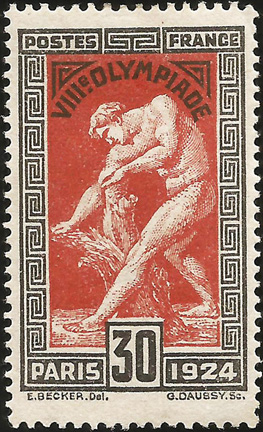 POSTES FRANCE
VIIIe OLYMPIADE
PARIS 30 1924
E.BECKER.Del. G.DAUSSY.Sc.